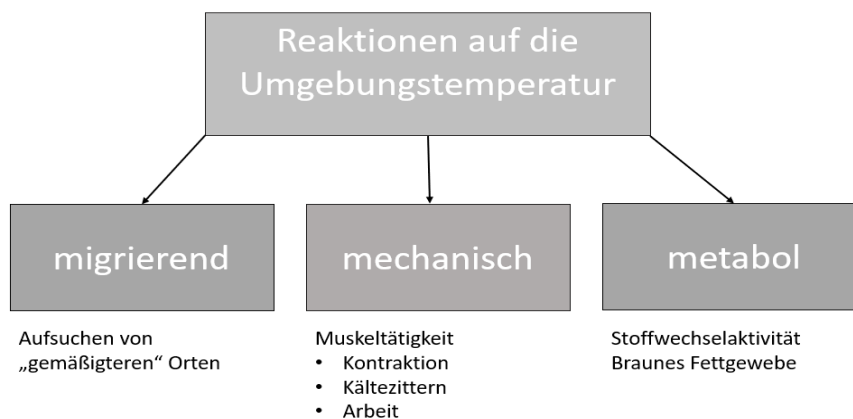 Reaktionen auf die
Umgebungstemperatur
migrierend
mechanisch
metabol
Aufsuchen von
„gemäßigteren“ Orten
Muskeltätigkeit
• Kontraktion
• Kältezittern
• Arbeit
Stoffwechselaktivität
Braunes Fettgewebe